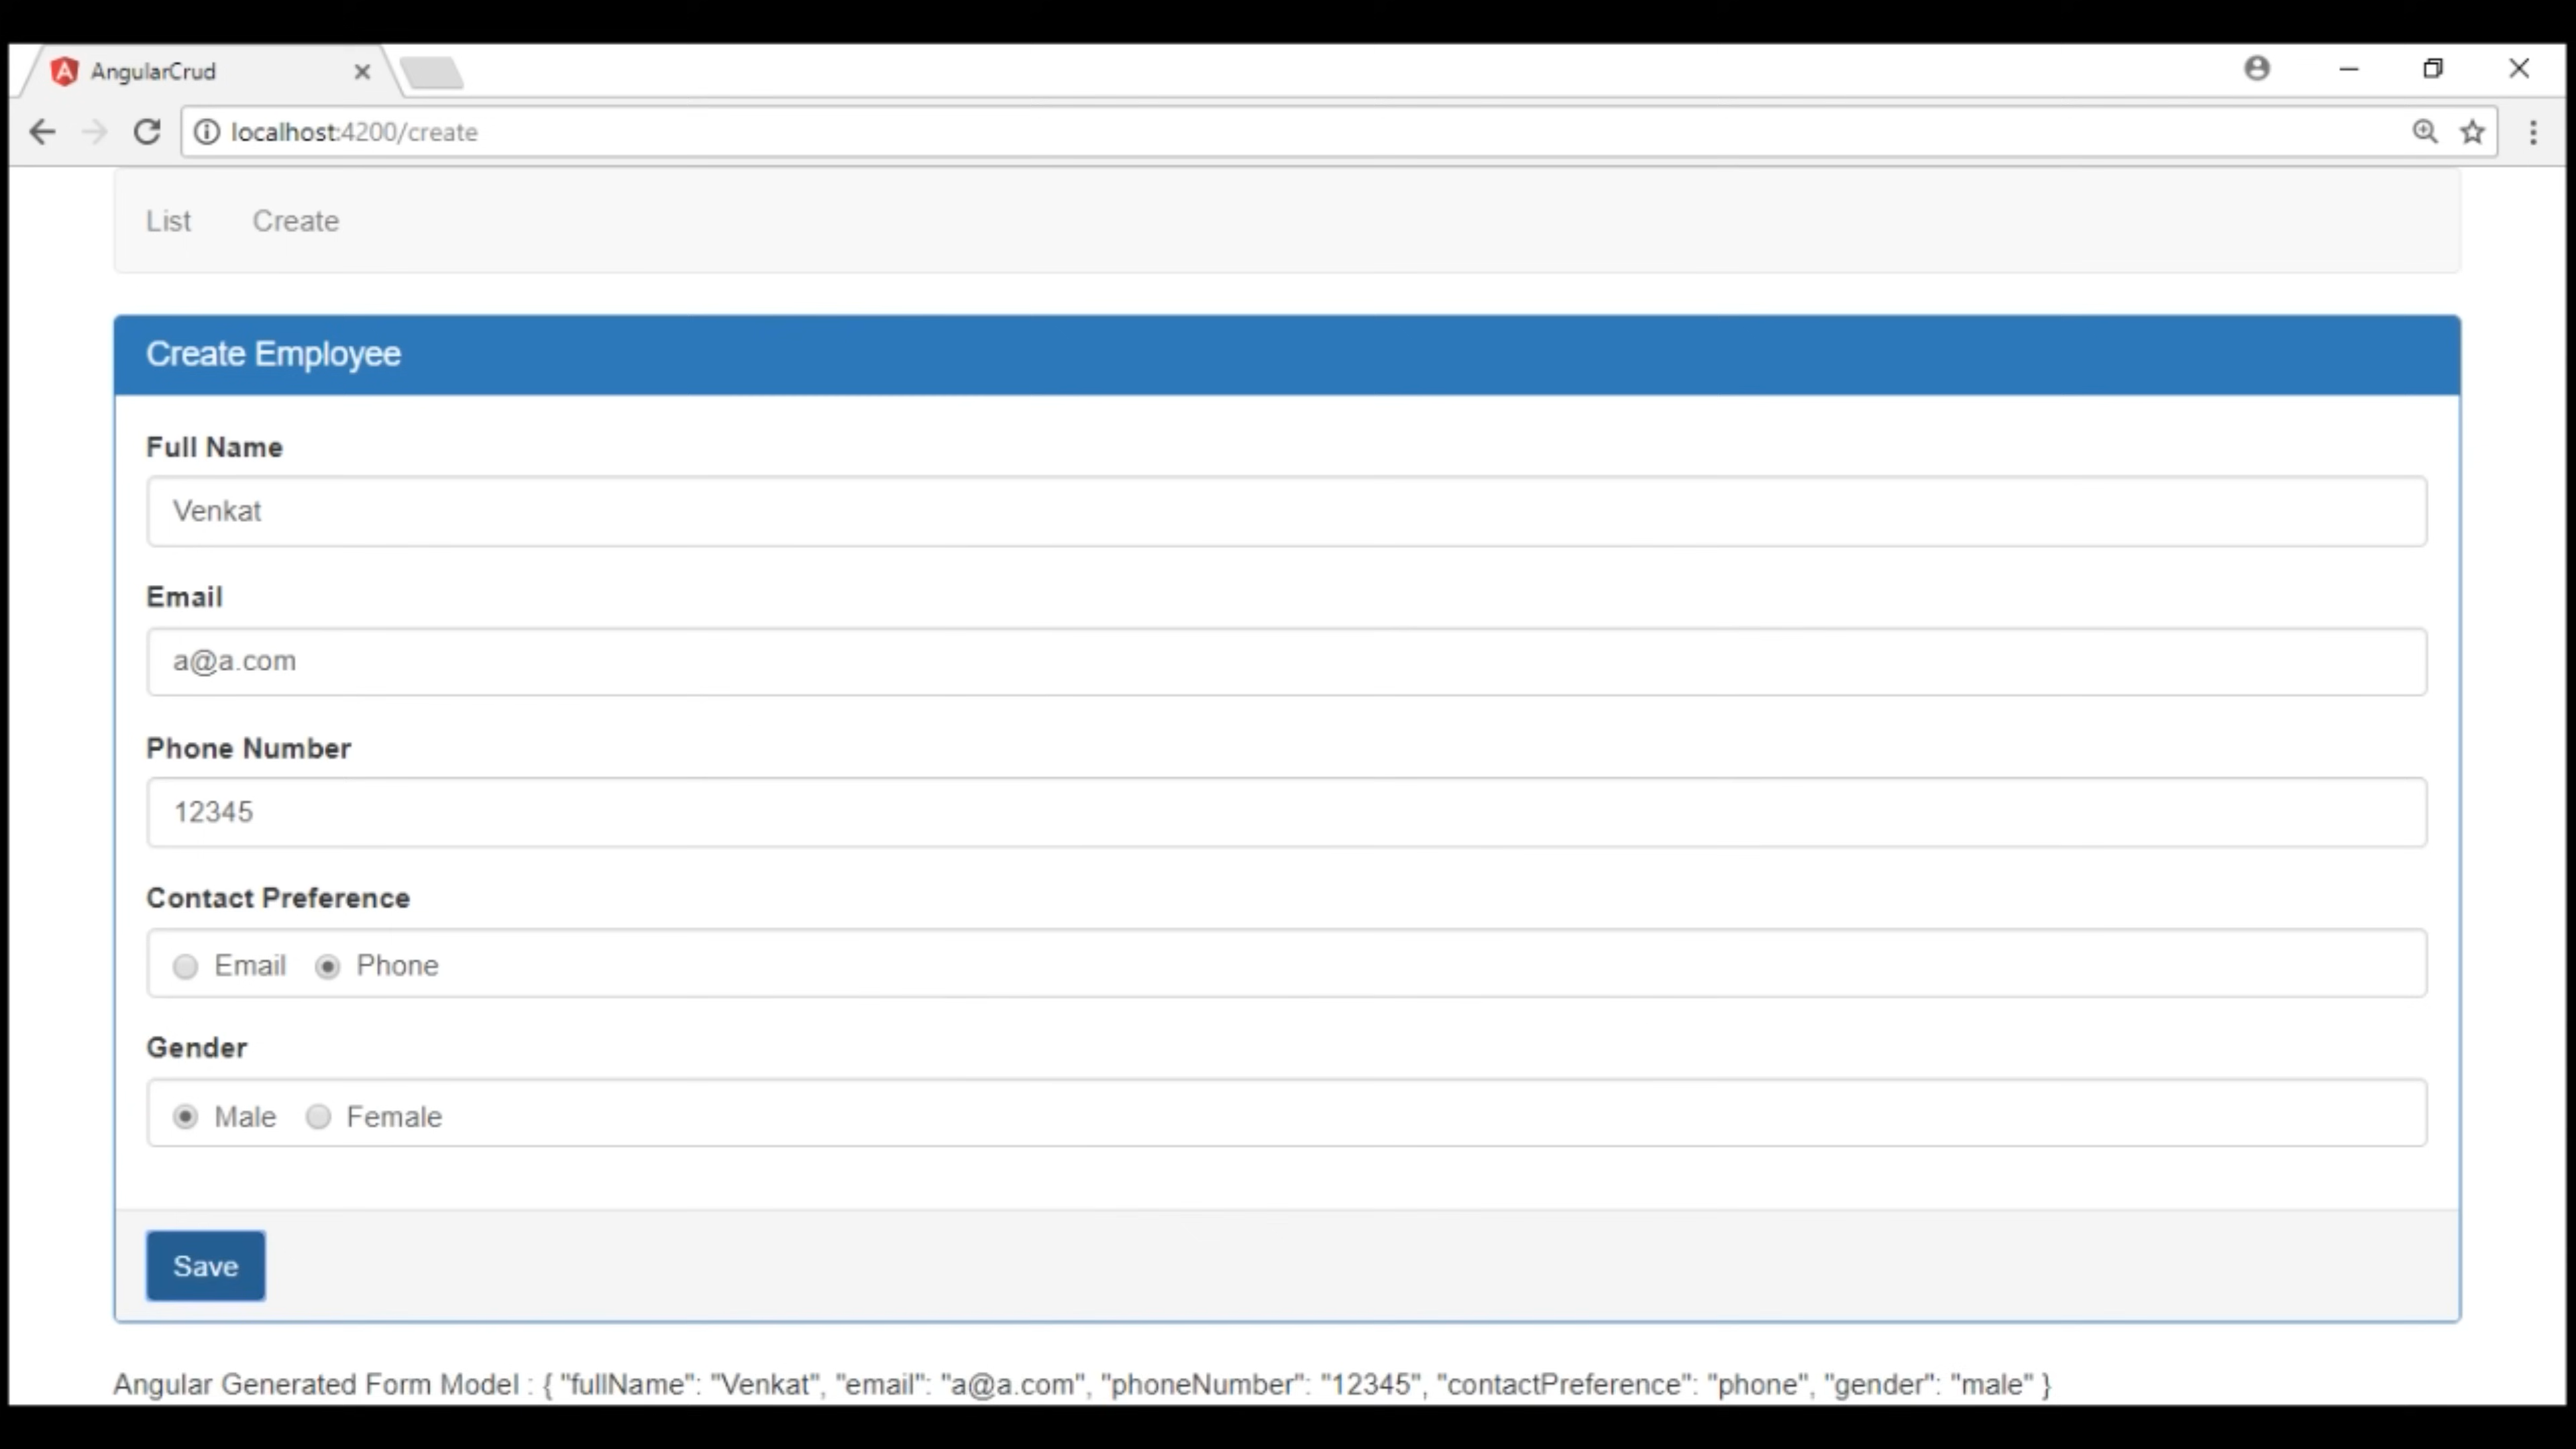 AngularCrud
localhost:4200/create
List Create
Create Employee
Full Name
Venkat
Email
a@a.com
Phone Number
12345
Contact Preference
Email Phone
Gender
Male Female
Save
Angular Generated Form Model : { "fullName": "Venkat", "email": "a@a.com", "phoneNumber": "12345", "contactPreference": "phone", "gender": "male" }